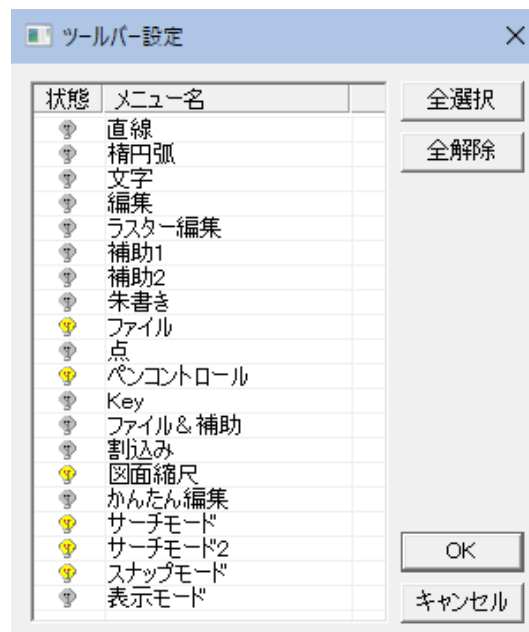 ツールバー設定
状態 メニュー名
全選択
全解除
直線
楕円弧
文字
編集
ラスター編集
補助1
補助2
朱書き
ファイル
点
ペンコントロール
Key
ファイル&補助
割込み
図面縮尺
かんたん編集
サーチモード
サーチモード2
スナップモード
表示モード
OK
キャンセル